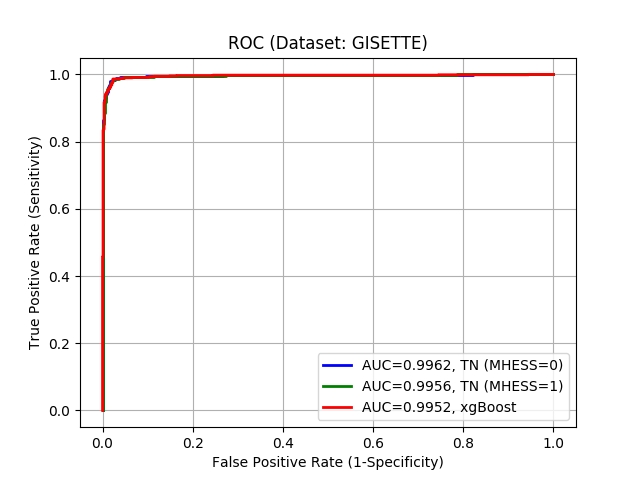 ROC (Dataset: GISETTE)
True Positive Rate (Sensitivity)
1.0
0.8
0.6
0.4
0.2
0.0
AUC=0.9962, TN (MHESS=0)
AUC=0.9956, TN (MHESS=1)
AUC=0.9952, xgBoost
0.0 0.2 0.4 0.6 0.8 1.0
False Positive Rate (1-Specificity)